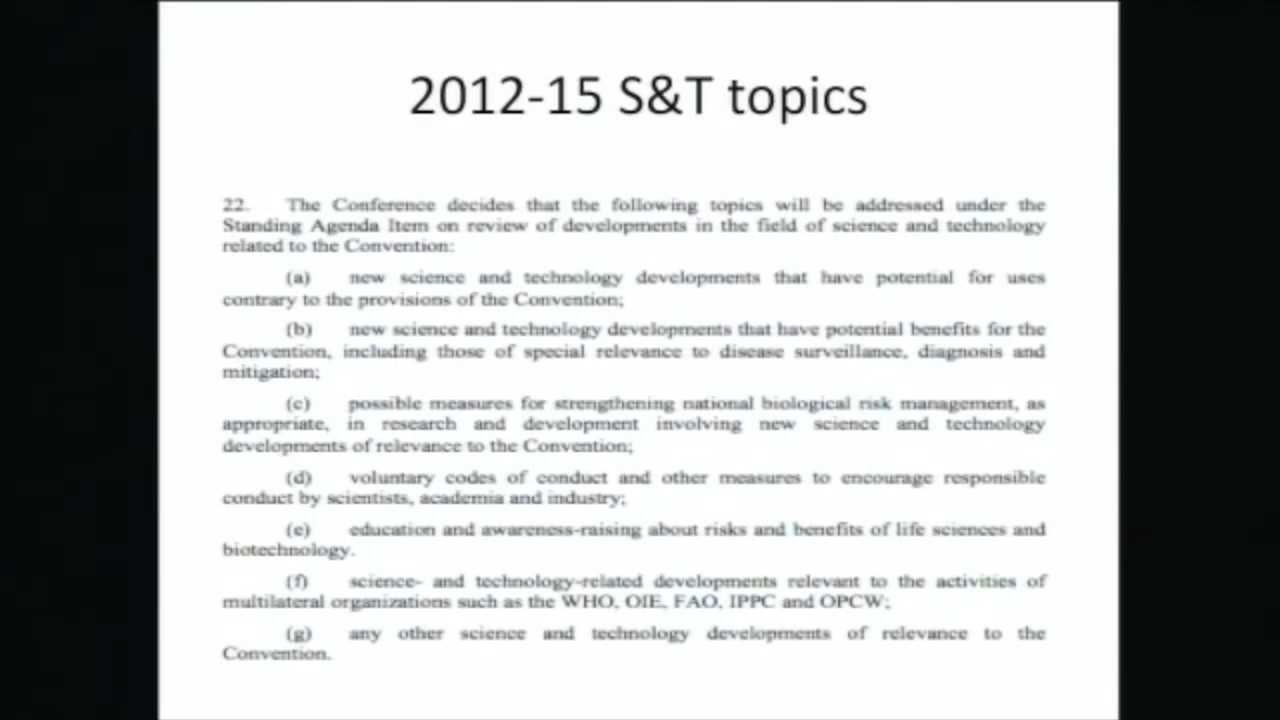 2012-15 S&T topics
22. The Conference decides that the following topics will be addressed under the
Standing Agenda Item on review of developments in the field of science and technology
related to the Convention:
(a) new science and technology developments that have potential for uses
contrary to the provisions of the Convention;
(b) new science and technology developments that have potential benefits for the
Convention, including those of special relevance to disease surveillance, diagnosis and
mitigation;
(c) possible measures for strengthening national biological risk management, as
appropriate, in research and development involving new science and technology
developments of relevance to the Convention;
(d) voluntary codes of conduct and other measures to encourage responsible
conduct by scientists, academia and industry;
(e) education and awareness-raising about risks and benefits of life sciences and
biotechnology.
(f) science- and technology-related developments relevant to the activities of
multilateral organizations such as the WHO, OIE, FAO, IPPC and OPCW;
(g) any other science and technology developments of relevance to the
Convention.